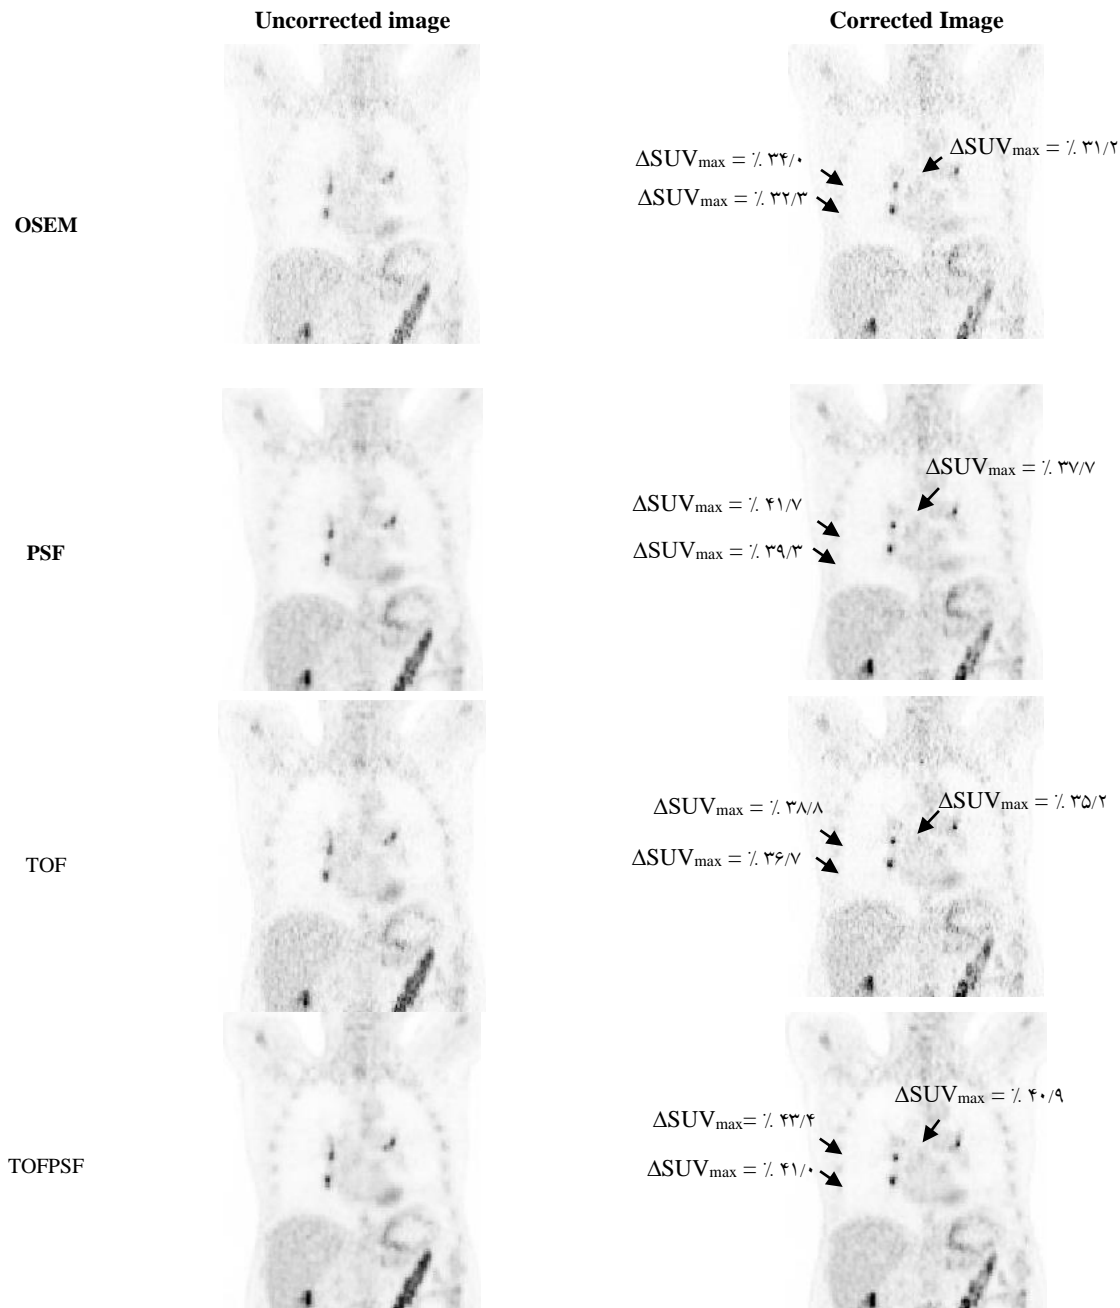 Uncorrected image
Corrected Image
OSEM
ΔSUVmax = ٪ ۳۱/۲
ΔSUVmax = ٪ ۳۴/۰
ΔSUVmax = ٪ ۳۲/۳
PSF
ΔSUVmax = ٪ ۳۷/۷
ΔSUVmax = ٪ ۴۱/۷
ΔSUVmax = ٪ ۳۹/۳
TOF
ΔSUVmax = ٪ ۳۵/۲
ΔSUVmax = ٪ ۳۸/۸
ΔSUVmax = ٪ ۳۶/۷
TOFPSF
ΔSUVmax = ٪ ۴۰/۹
ΔSUVmax= ٪ ۴۳/۴
ΔSUVmax = ٪ ۴۱/۰